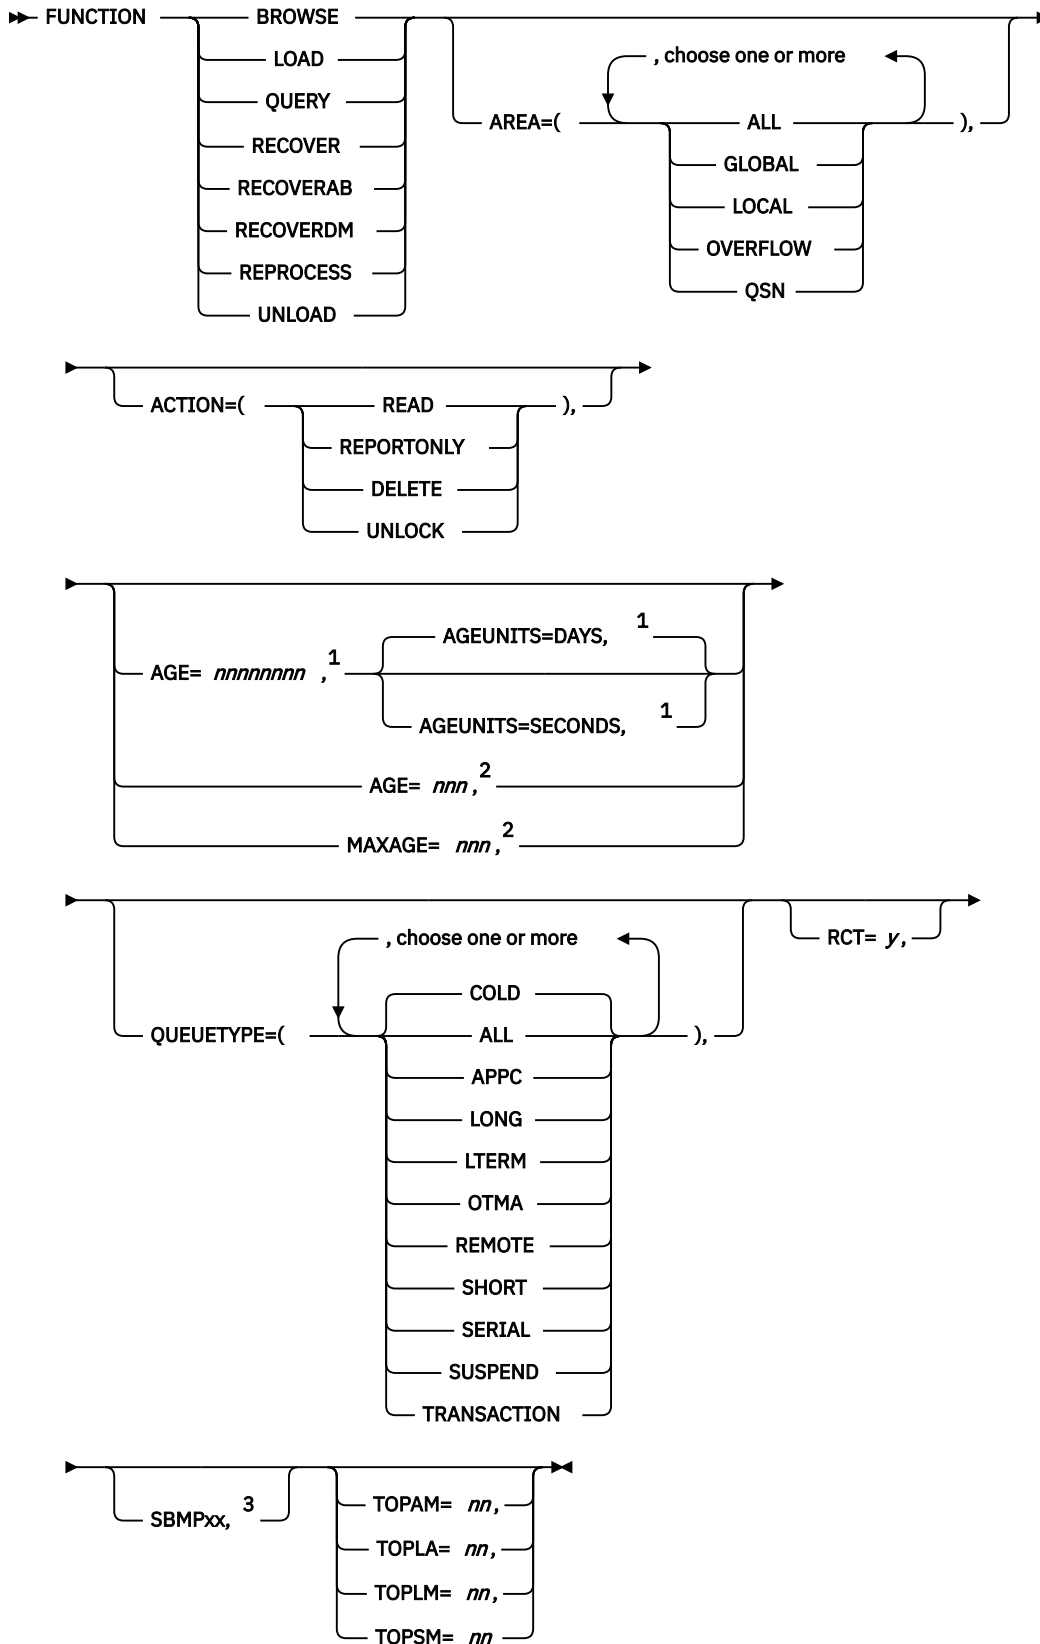 FUNCTION BROWSE
LOAD
QUERY
RECOVER
RECOVERAB
RECOVERDM
REPROCESS
UNLOAD
, choose one or more
AREA=( ALL ),
GLOBAL
LOCAL
OVERFLOW
QSN
ACTION=( READ ),
REPORTONLY
DELETE
UNLOCK
AGEUNITS=DAYS, 1
AGE= nnnnnnnn , 1
AGEUNITS=SECONDS, 1
AGE= nnn , 2
MAXAGE= nnn , 2
, choose one or more
RCT= y,
COLD
QUEUETYPE=( ALL ),
APPC
LONG
LTERM
OTMA
REMOTE
SHORT
SERIAL
SUSPEND
TRANSACTION
SBMPxx, 3
TOPAM= nn,
TOPLA= nn,
TOPLM= nn,
TOPSM= nn